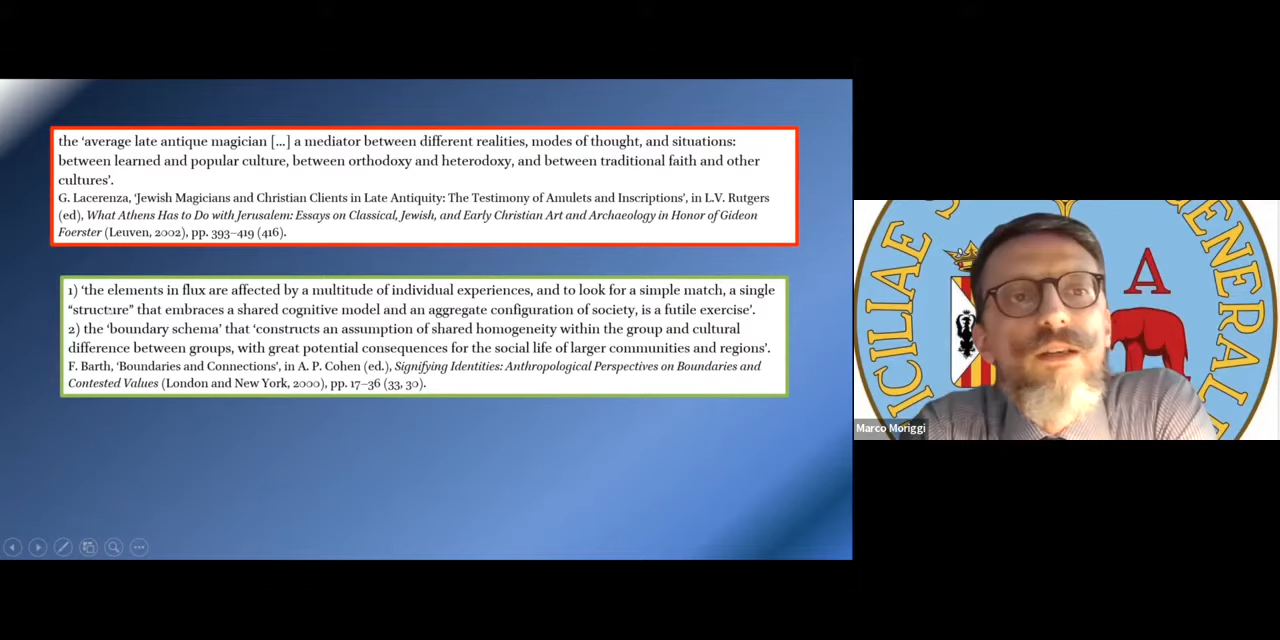 the ‘average late antique magician [...] a mediator between different realities, modes of thought, and situations:
between learned and popular culture, between orthodoxy and heterodoxy, and between traditional faith and other
cultures’.
G. Lacerenza, ‘Jewish Magicians and Christian Clients in Late Antiquity: The Testimony of Amulets and Inscriptions’, in L.V. Rutgers
(ed), What Athens Has to Do with Jerusalem: Essays on Classical, Jewish, and Early Christian Art and Archaeology in Honor of Gideon
Foerster (Leuven, 2002), pp. 393–419 (416).
1) ‘the elements in flux are affected by a multitude of individual experiences, and to look for a simple match, a single
“structure” that embraces a shared cognitive model and an aggregate configuration of society, is a futile exercise’.
2) the ‘boundary schema’ that ‘constructs an assumption of shared homogeneity within the group and cultural
difference between groups, with great potential consequences for the social life of larger communities and regions’.
F. Barth, ‘Boundaries and Connections’, in A. P. Cohen (ed.), Signifying Identities: Anthropological Perspectives on Boundaries and
Contested Values (London and New York, 2000), pp. 17–36 (33, 30).
ICILIAE S
GENERAL
A
Marco Moriggi